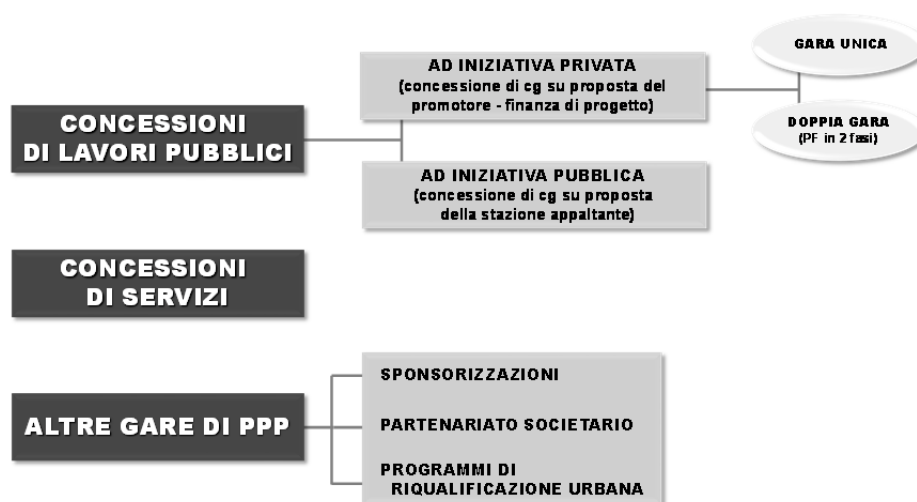 GARA UNICA
AD INIZIATIVA PRIVATA
(concessione di cg su proposta del
promotore - finanza di progetto)
CONCESSIONI
DI LAVORI PUBBLICI
DOPPIA GARA
(PF in 2 fasi)
AD INIZIATIVA PUBBLICA
(concessione di cg su proposta
della stazione appaltante)
CONCESSIONI
DI SERVIZI
ALTRE GARE DI PPP
SPONSORIZZAZIONI
PARTENARIATO SOCIETARIO
PROGRAMMI DI
RIQUALIFICAZIONE URBANA